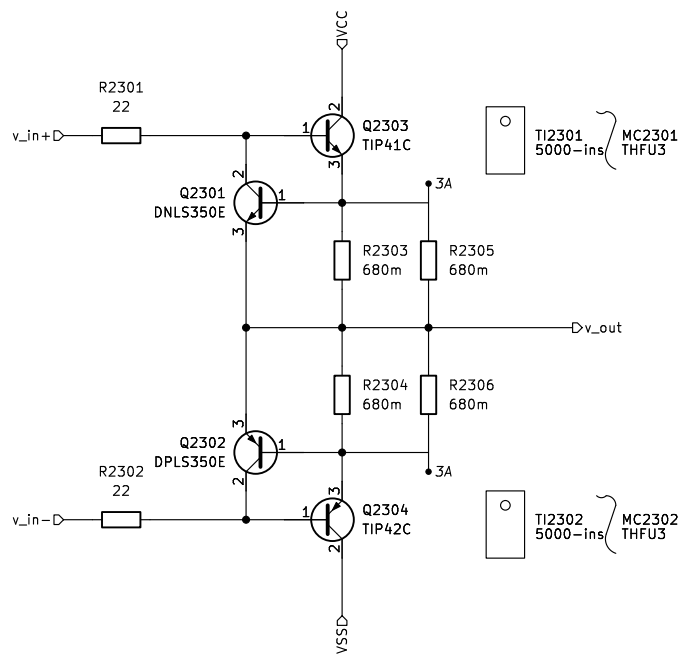 VCC
R2301
22
v_in+
1
2
3
Q2303
TIP41C
TI2301
5000-ins
MC2301
THFU3
2
Q2301
DNLS350E
1
3
3A
R2303
680m
R2305
680m
v_out
R2304
680m
R2306
680m
3
Q2302
DPLS350E
1
2
3A
R2302
22
v_in-
1
3
2
Q2304
TIP42C
TI2302
5000-ins
MC2302
THFU3
VSS